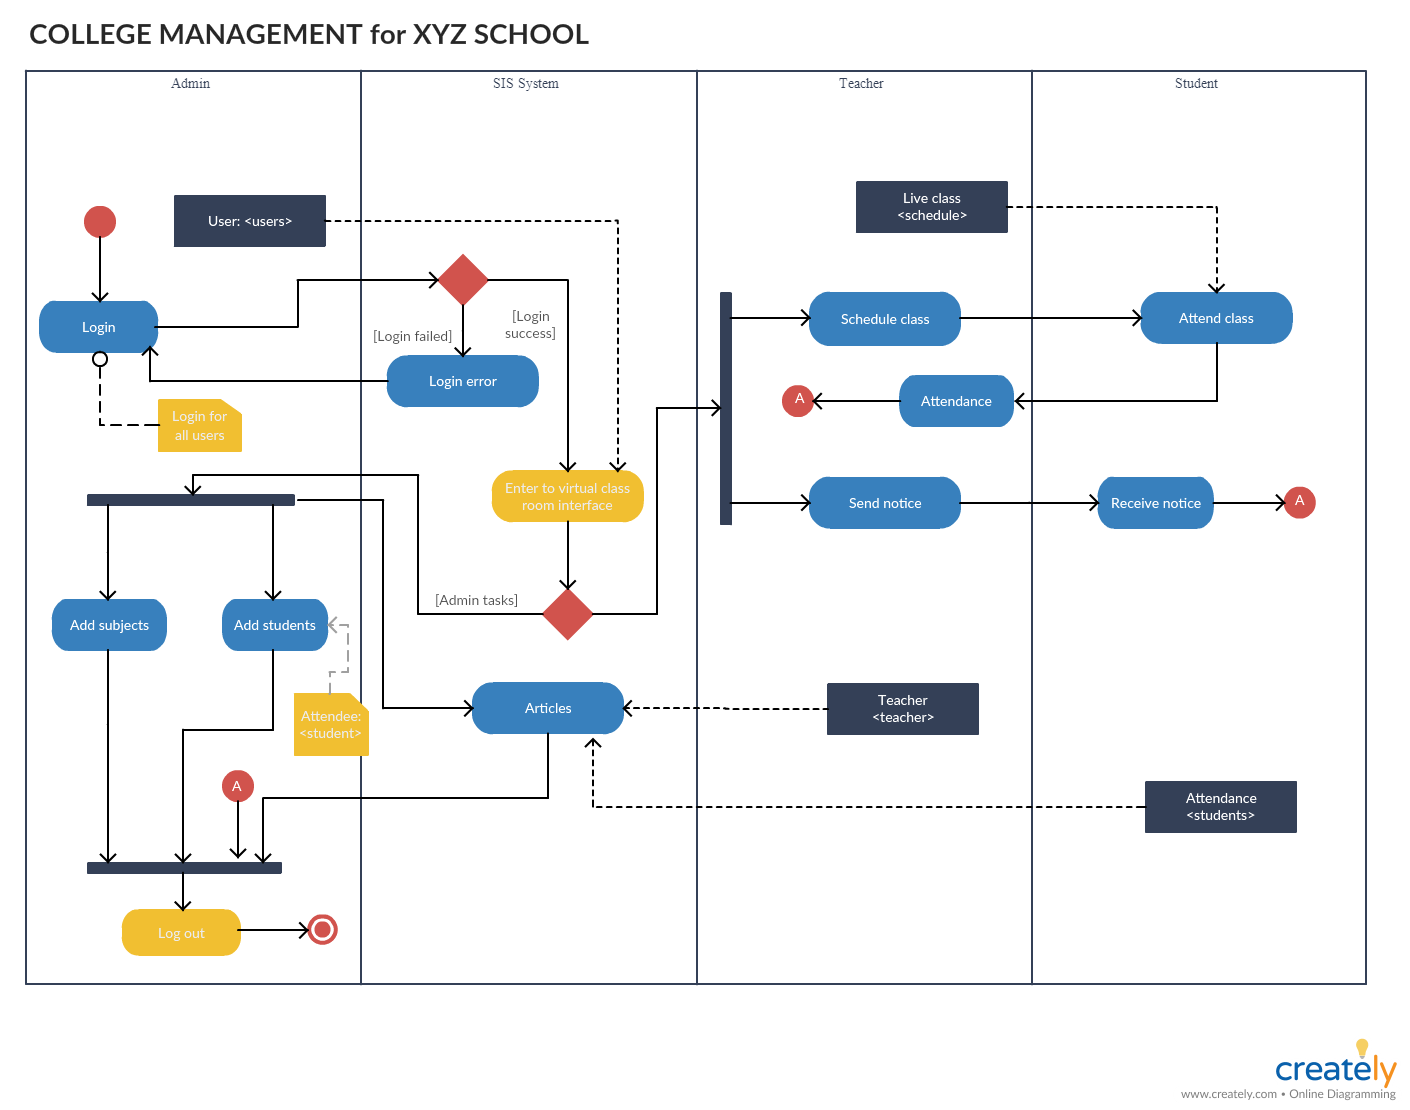 COLLEGE MANAGEMENT for XYZ SCHOOL
Admin
SIS System
Teacher
Student
User: <users>
Live class
<schedule>
Login
[Login failed]
[Login
success]
Schedule class
Attend class
Login error
A
Attendance
Login for
all users
Enter to virtual class
room interface
Send notice
Receive notice
A
[Admin tasks]
Add subjects
Add students
Attendee:
<student>
Articles
Teacher
<teacher>
A
Attendance
<students>
Log out
creately
www.creately.com • Online Diagramming